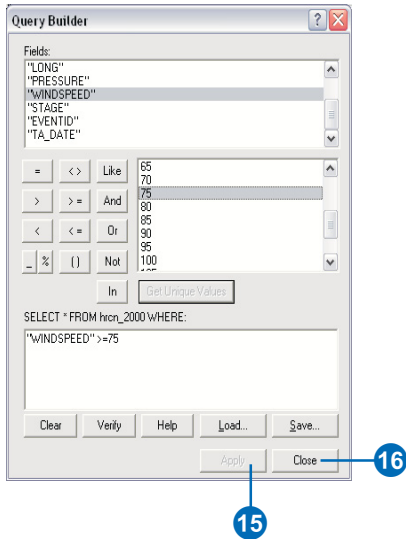 Query Builder
Fields:
"LONG"
"PRESSURE"
"WINDSPEED"
"STAGE"
"EVENTID"
"TA_DATE"
= <> Like
> >= And
< <= Or
_ % () Not
In
65
70
75
80
85
90
95
100
Get Unique Values
SELECT * FROM hrcn_2000 WHERE:
"WINDSPEED" >=75
Clear Verify Help Load... Save...
Apply Close
16
15